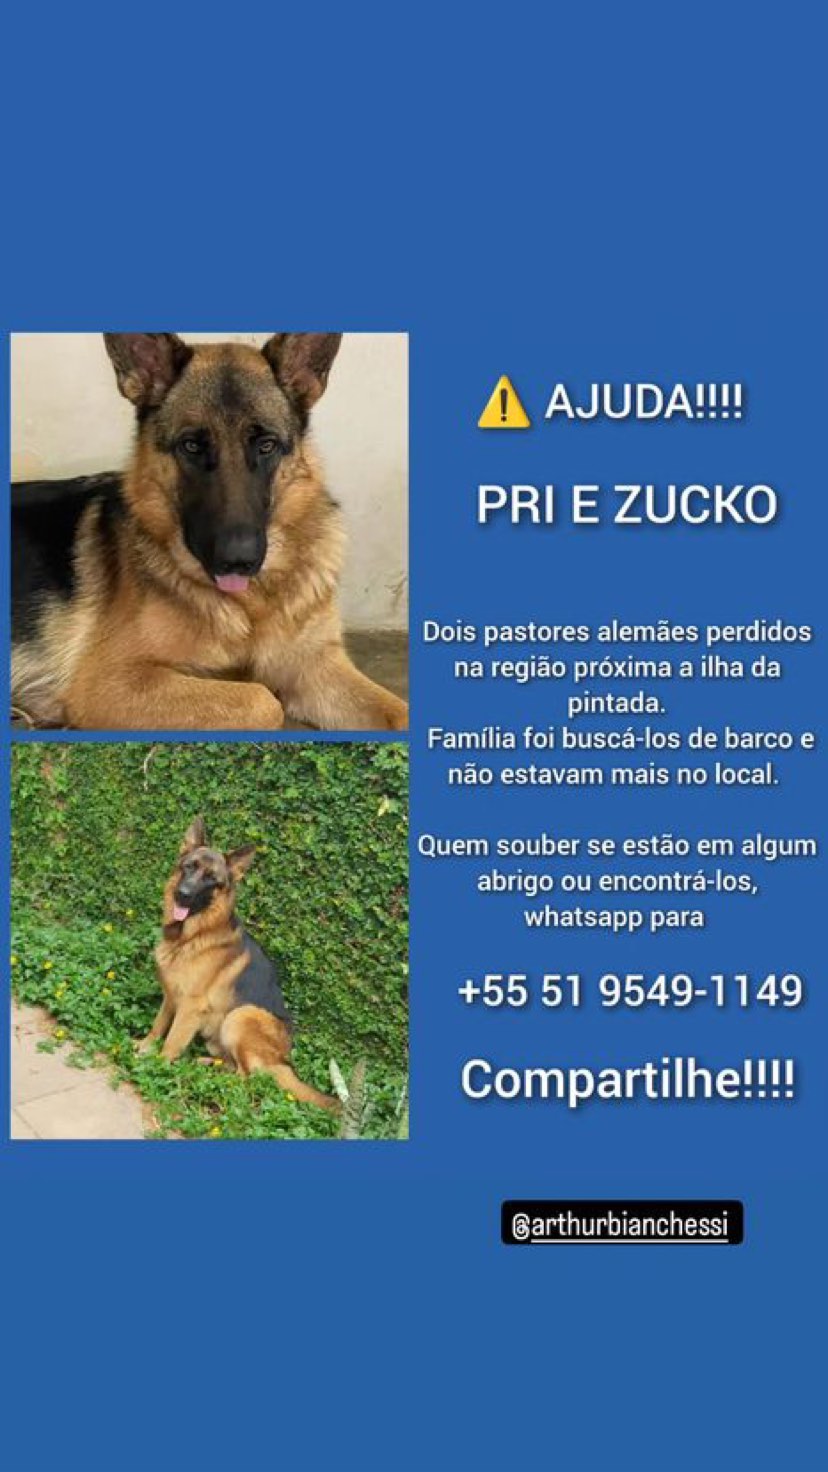 ⚠️ AJUDA!!!!
PRI E ZUCKO
Dois pastores alemães perdidos
na região próxima a ilha da
pintada.
Família foi buscá-los de barco e
não estavam mais no local.
Quem souber se estão em algum
abrigo ou encontrá-los,
whatsapp para
+55 51 9549-1149
Compartilhe!!!!
@arthurbianchessi